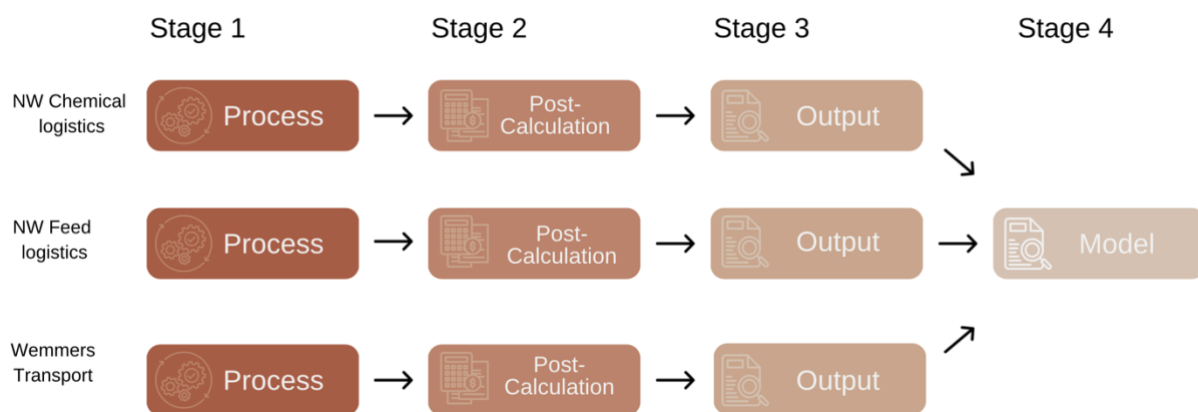 Stage 1
Stage 2
Stage 3
Stage 4
NW Chemical
logistics
Process
Post-
Calculation
Output
NW Feed
logistics
Process
Post-
Calculation
Output
Model
Wemmers
Transport
Process
Post-
Calculation
Output